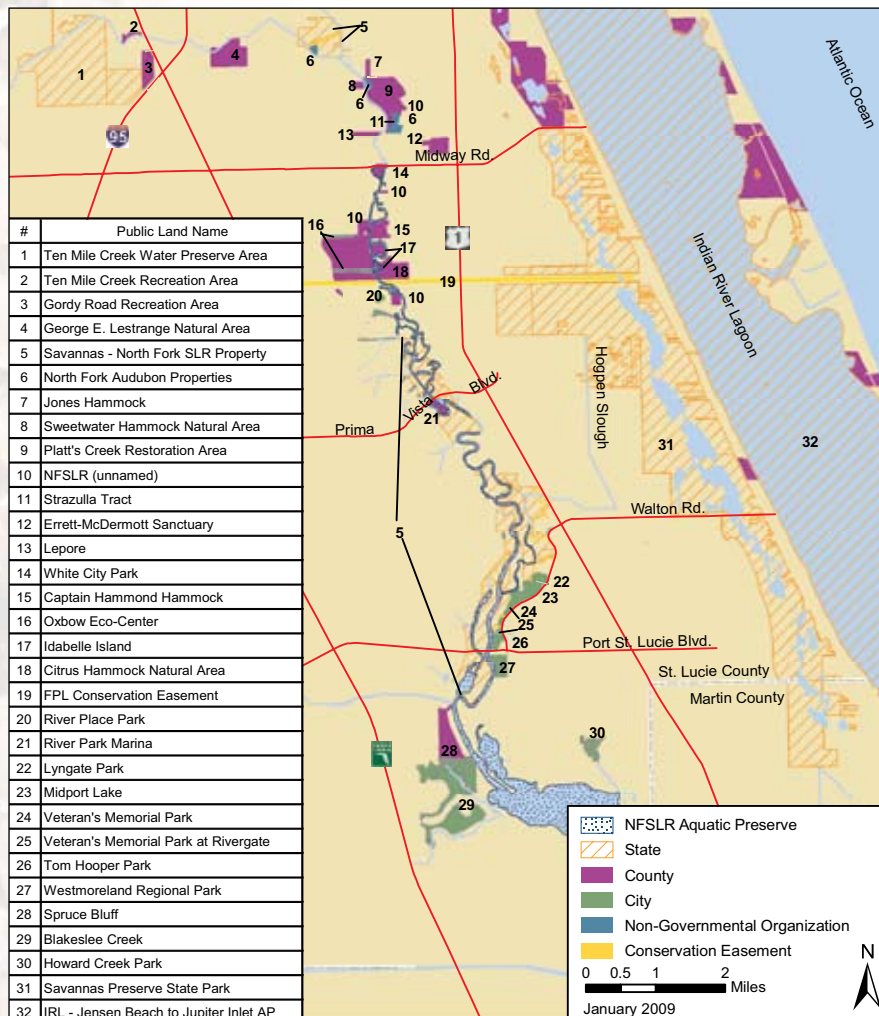 2
5
1
3
4
6
7
8
9
6
10
11
6
13
12
95
Midway Rd.
14
10
Atlantic Ocean
Indian River Lagoon
16
10
15
17
1
18
19
20
10
Hogpen Slough
Prima Vista Blvd.
21
31
32
5
Walton Rd.
22
23
24
25
26
Port St. Lucie Blvd.
27
St. Lucie County
Martin County
28
29
30
# Public Land Name
1 Ten Mile Creek Water Preserve Area
2 Ten Mile Creek Recreation Area
3 Gordy Road Recreation Area
4 George E. Lestrange Natural Area
5 Savannas - North Fork SLR Property
6 North Fork Audubon Properties
7 Jones Hammock
8 Sweetwater Hammock Natural Area
9 Platt's Creek Restoration Area
10 NFSLR (unnamed)
11 Strazulla Tract
12 Errett-McDermott Sanctuary
13 Lepore
14 White City Park
15 Captain Hammond Hammock
16 Oxbow Eco-Center
17 Idabelle Island
18 Citrus Hammock Natural Area
19 FPL Conservation Easement
20 River Place Park
21 River Park Marina
22 Lyngate Park
23 Midport Lake
24 Veteran's Memorial Park
25 Veteran's Memorial Park at Rivergate
26 Tom Hooper Park
27 Westmoreland Regional Park
28 Spruce Bluff
29 Blakeslee Creek
30 Howard Creek Park
31 Savannas Preserve State Park
32 IRL - Jensen Beach to Jupiter Inlet AP
NFSLR Aquatic Preserve
State
County
City
Non-Governmental Organization
Conservation Easement
0 0.5 1 2
Miles
January 2009
N